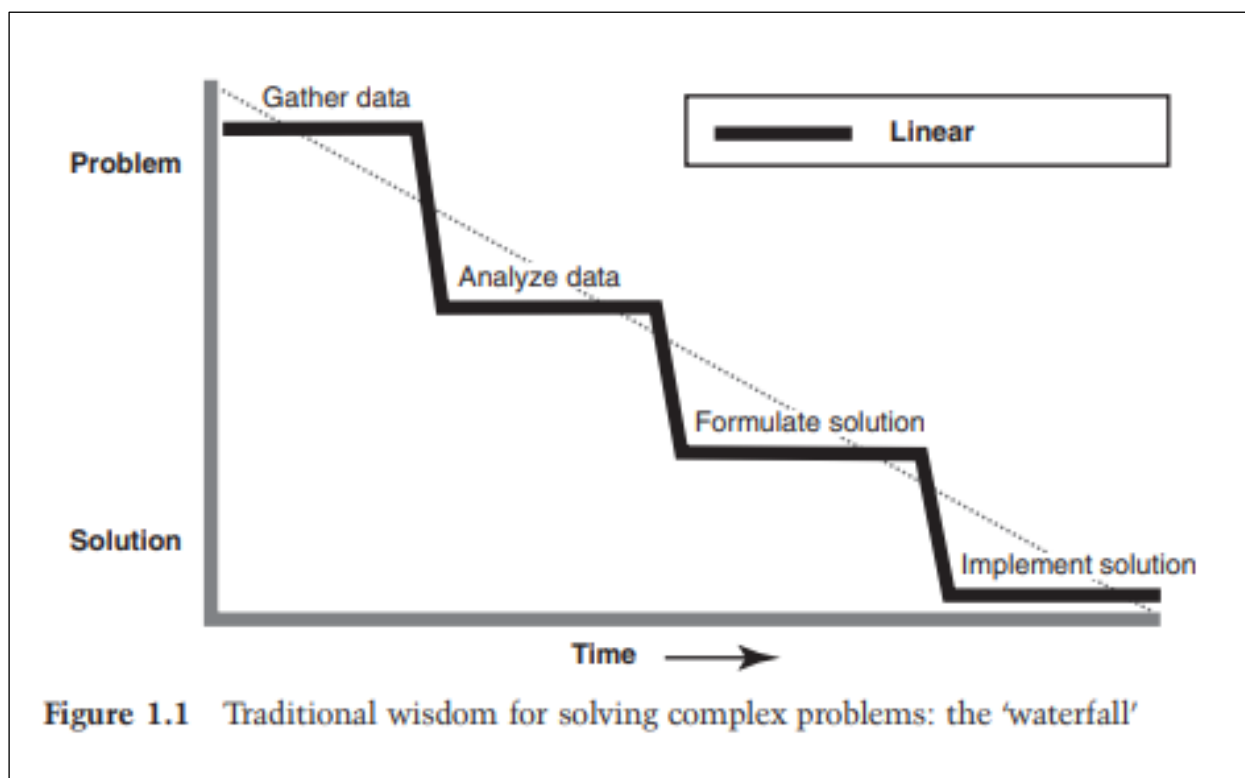 Gather data
Linear
Problem
Analyze data
Formulate solution
Solution
Implement solution
Time
Figure 1.1 Traditional wisdom for solving complex problems: the ‘waterfall’